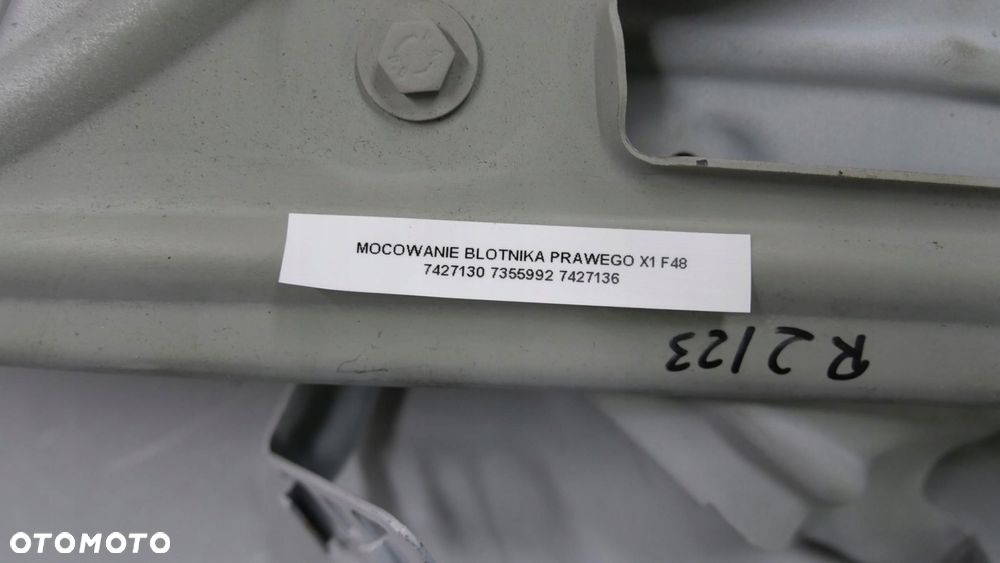 MOCOWANIE BLOTNIKA PRAWEGO X1 F48
7427130 7355992 7427136
R 2/23
OTOMOTO